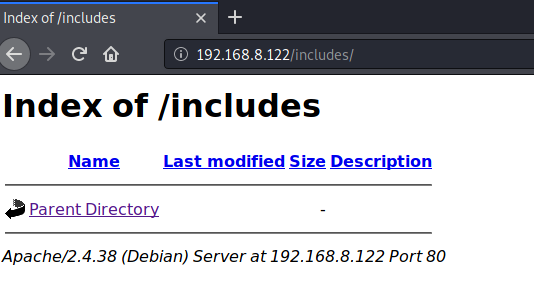 Index of /includes
192.168.8.122/includes/
Index of /includes
Name Last modified Size Description
Parent Directory -
Apache/2.4.38 (Debian) Server at 192.168.8.122 Port 80